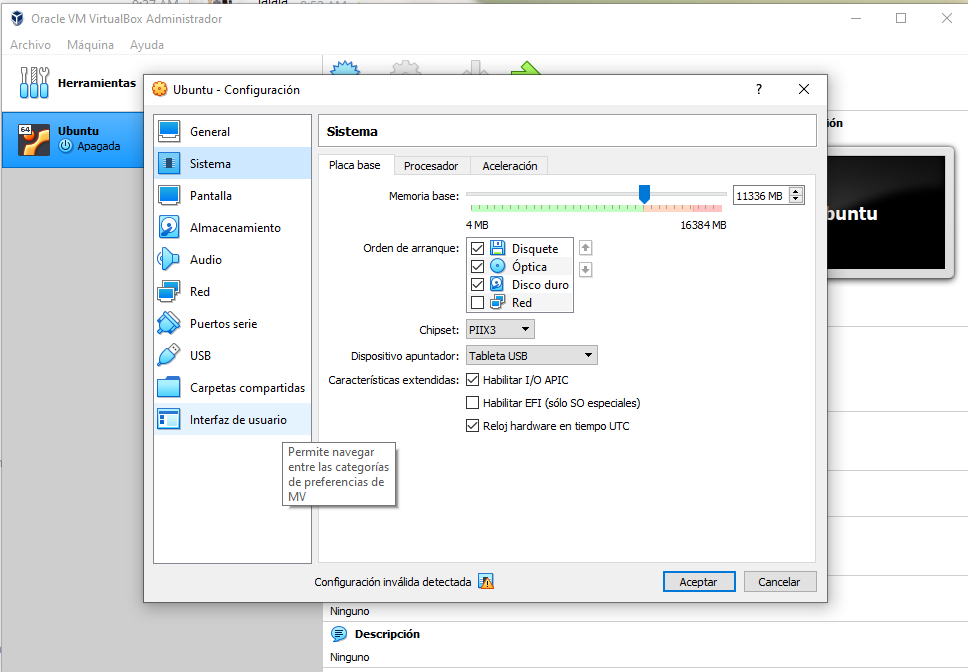 Oracle VM VirtualBox Administrador
Archivo Máquina Ayuda
Herramientas
64
Ubuntu
Apagada
Ubuntu - Configuración
?
General
Sistema
Pantalla
Almacenamiento
Audio
Red
Puertos serie
USB
Carpetas compartidas
Interfaz de usuario
Permite navegar
entre las categorías
de preferencias de
MV
Sistema
Placa base Procesador Aceleración
Memoria base: 11336 MB
4 MB 16384 MB
Orden de arranque:
Disquete
Óptica
Disco duro
Red
Chipset: PIIX3
Dispositivo apuntador: Tableta USB
Características extendidas: Habilitar I/O APIC
Habilitar EFI (sólo SO especiales)
Reloj hardware en tiempo UTC
Configuración inválida detectada
Aceptar Cancelar
ión
buntu
Ninguno
Descripción
Ninguno